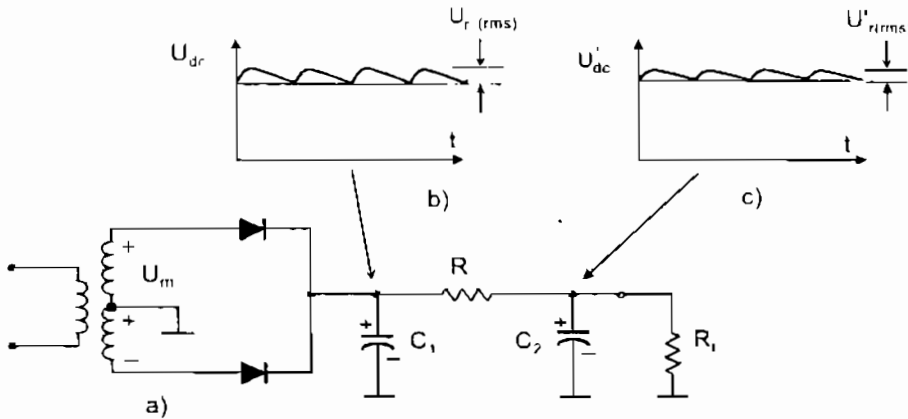 U_r (rms)
U_dc
t
b)
U'_r(rms
U'_dc
t
c)
+
U_m
+
−
a)
R
+
C_1
−
+
C_2
−
R_l